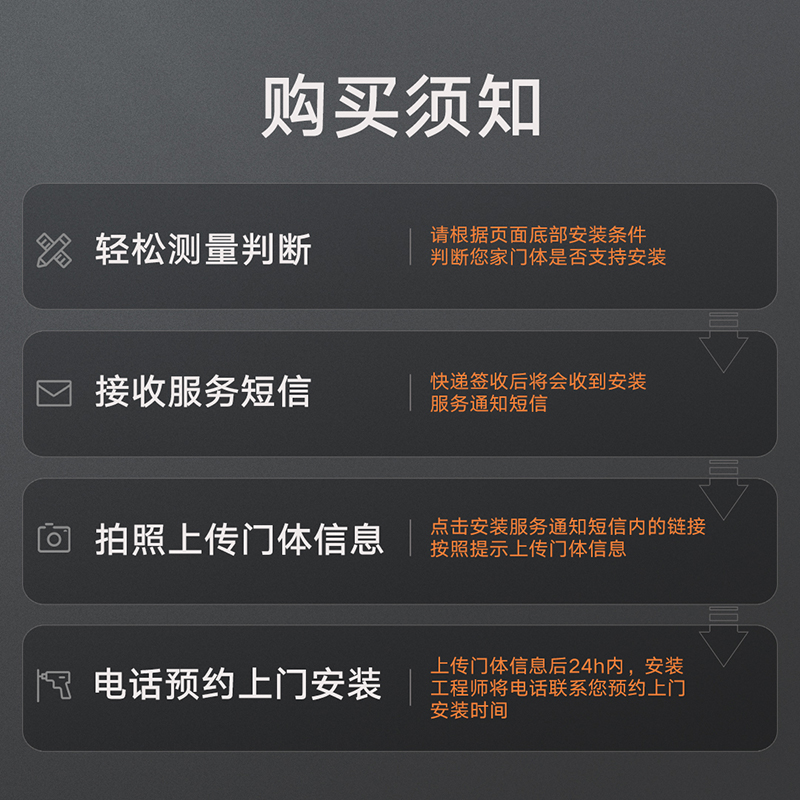 购买须知
轻松测量判断
请根据页面底部安装条件
判断您家门体是否支持安装
接收服务短信
快递签收后将会收到安装
服务通知短信
拍照上传门体信息
点击安装服务通知短信内的链接
按照提示上传门体信息
电话预约上门安装
上传门体信息后24h内，安装
工程师将电话联系您预约上门
安装时间